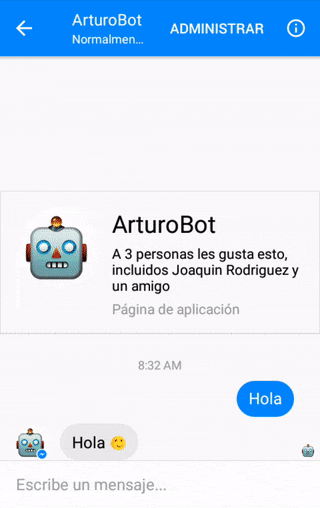 ArturoBot
Normalmen...
ADMINISTRAR
ArturoBot
A 3 personas les gusta esto,
incluidos Joaquin Rodriguez y
un amigo
Página de aplicación
8:32 AM
Hola
Hola 🙂
Escribe un mensaje...